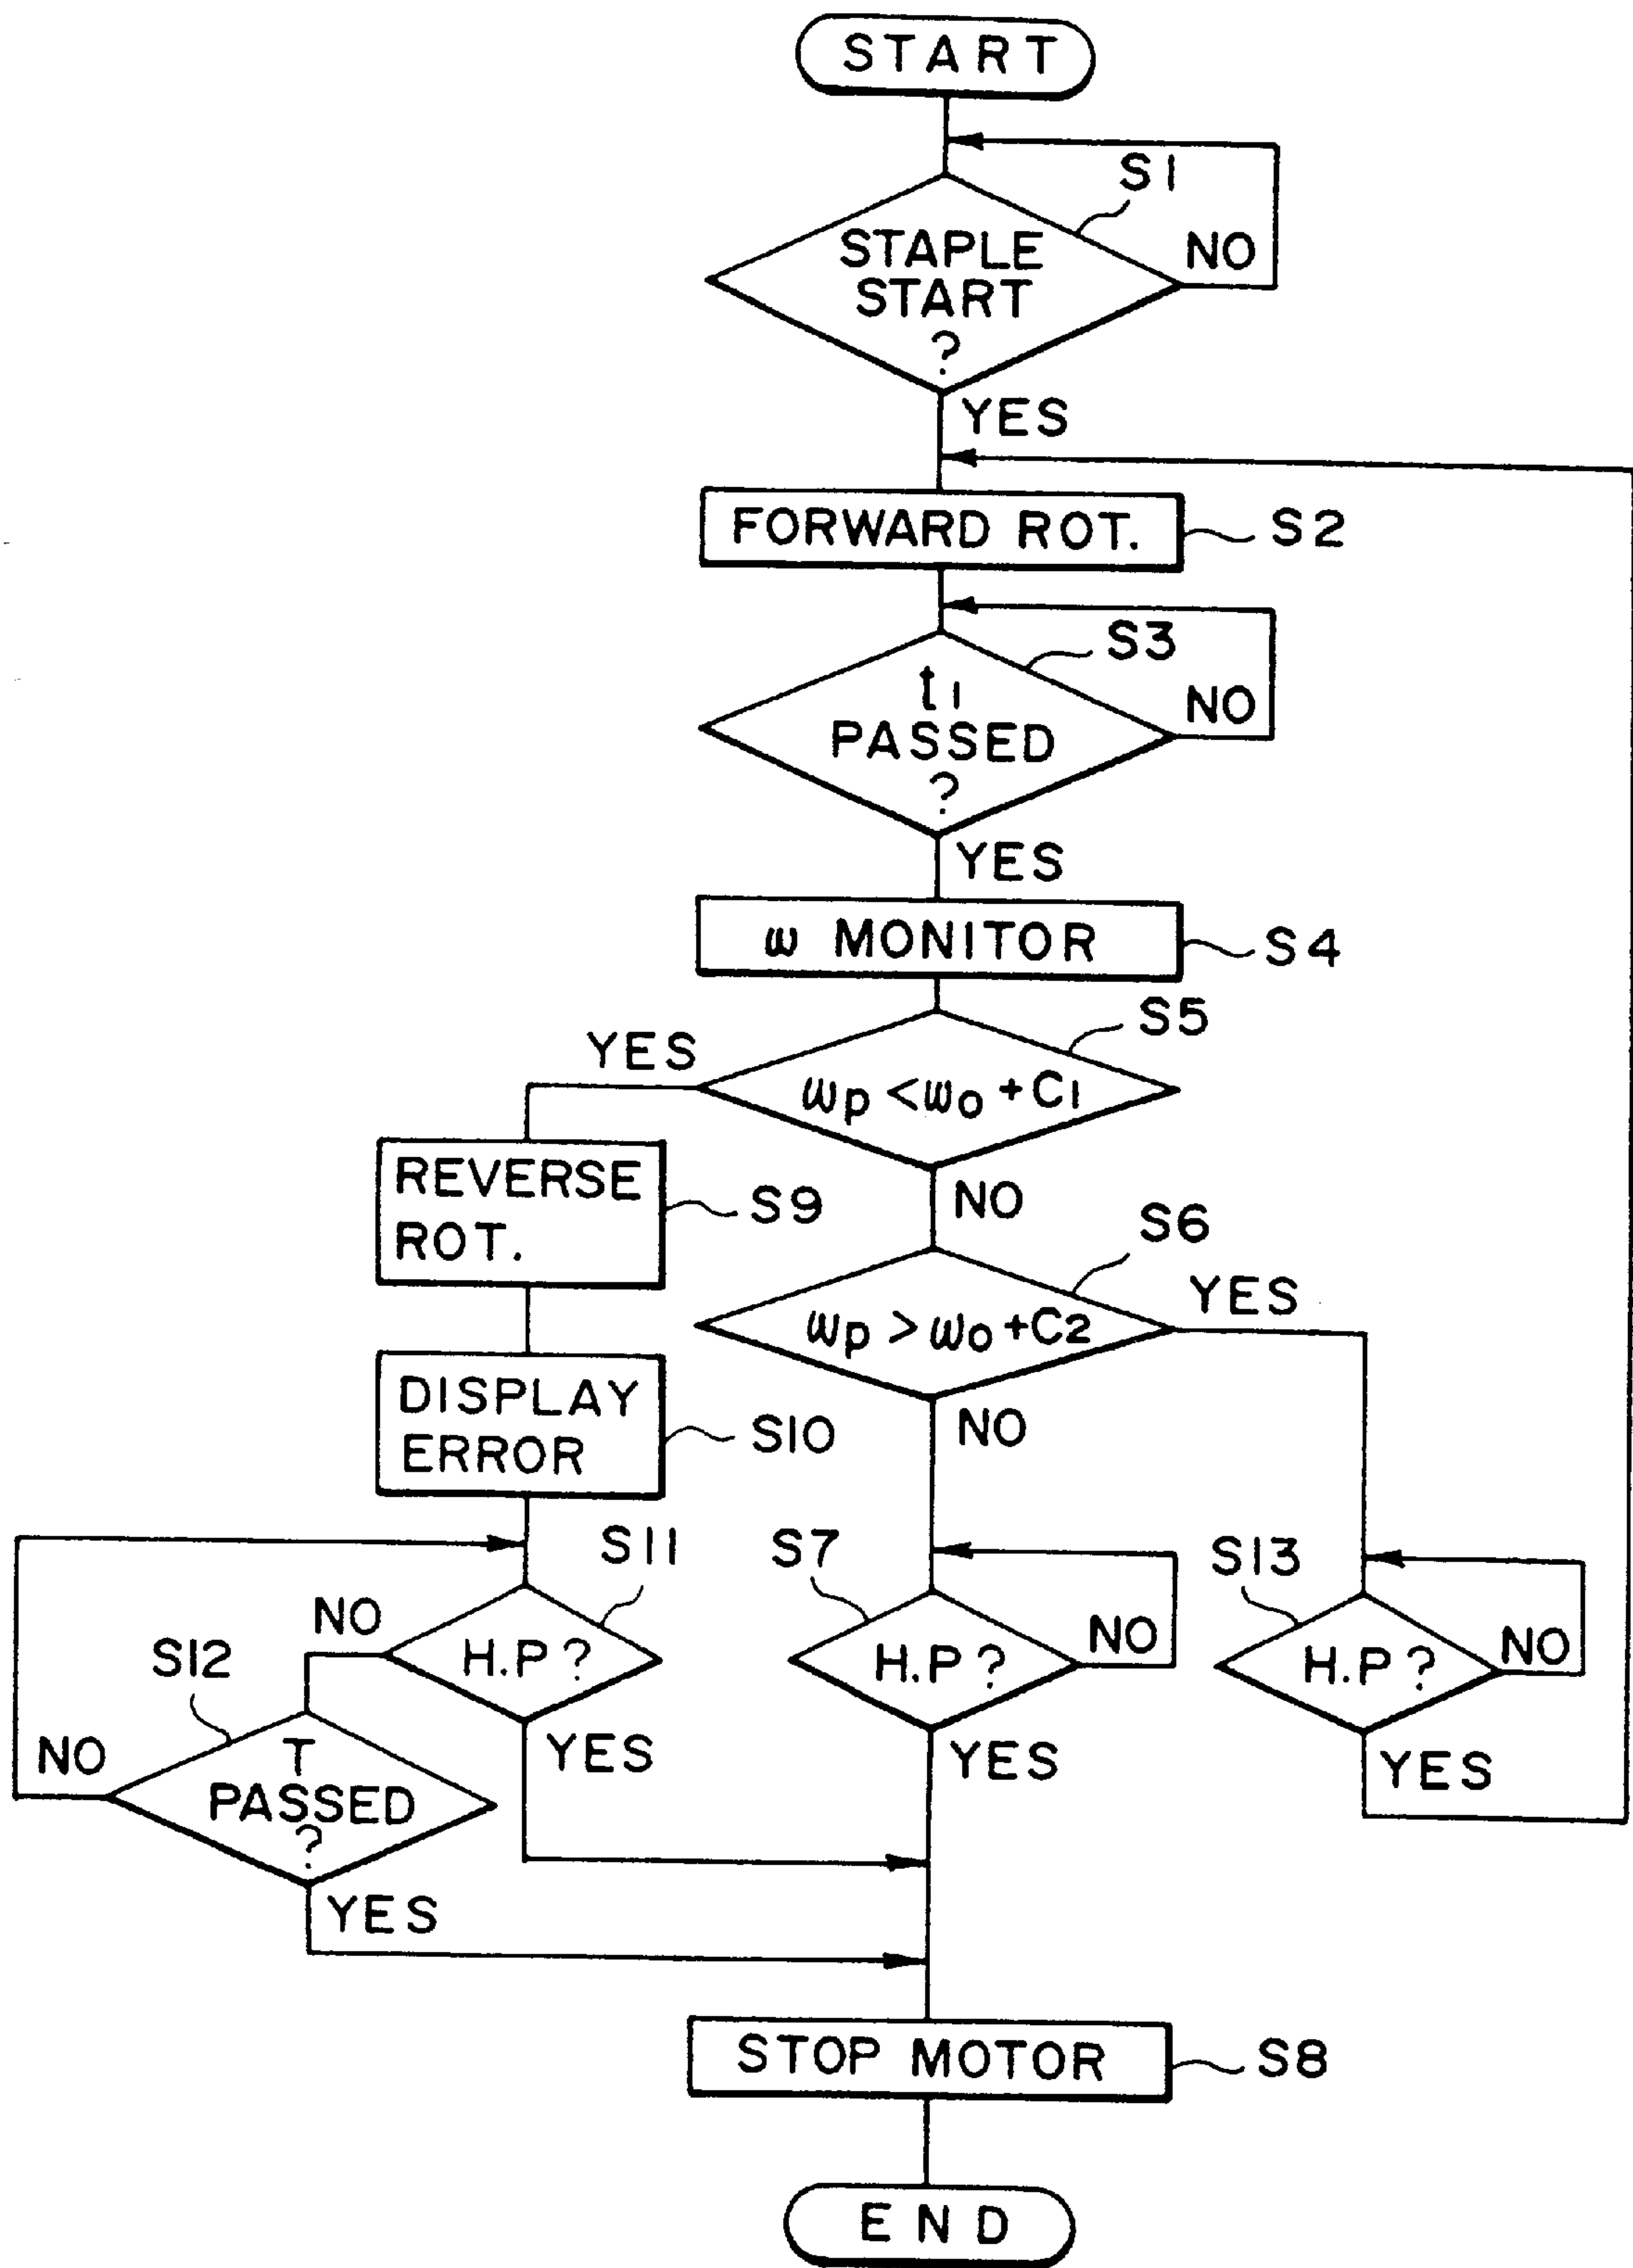 START
S1
STAPLE
START
?
NO
YES
FORWARD ROT.
S2
S3
t1
PASSED
?
NO
YES
ω MONITOR
S4
S5
YES
ωp<ωo+C1
REVERSE
ROT.
S9
NO
S6
YES
ωp>ωo+C2
DISPLAY
ERROR
S10
NO
S11
S7
S13
NO
H.P?
H.P?
NO
H.P?
NO
S12
NO
T
PASSED
?
YES
YES
YES
YES
STOP MOTOR
S8
END